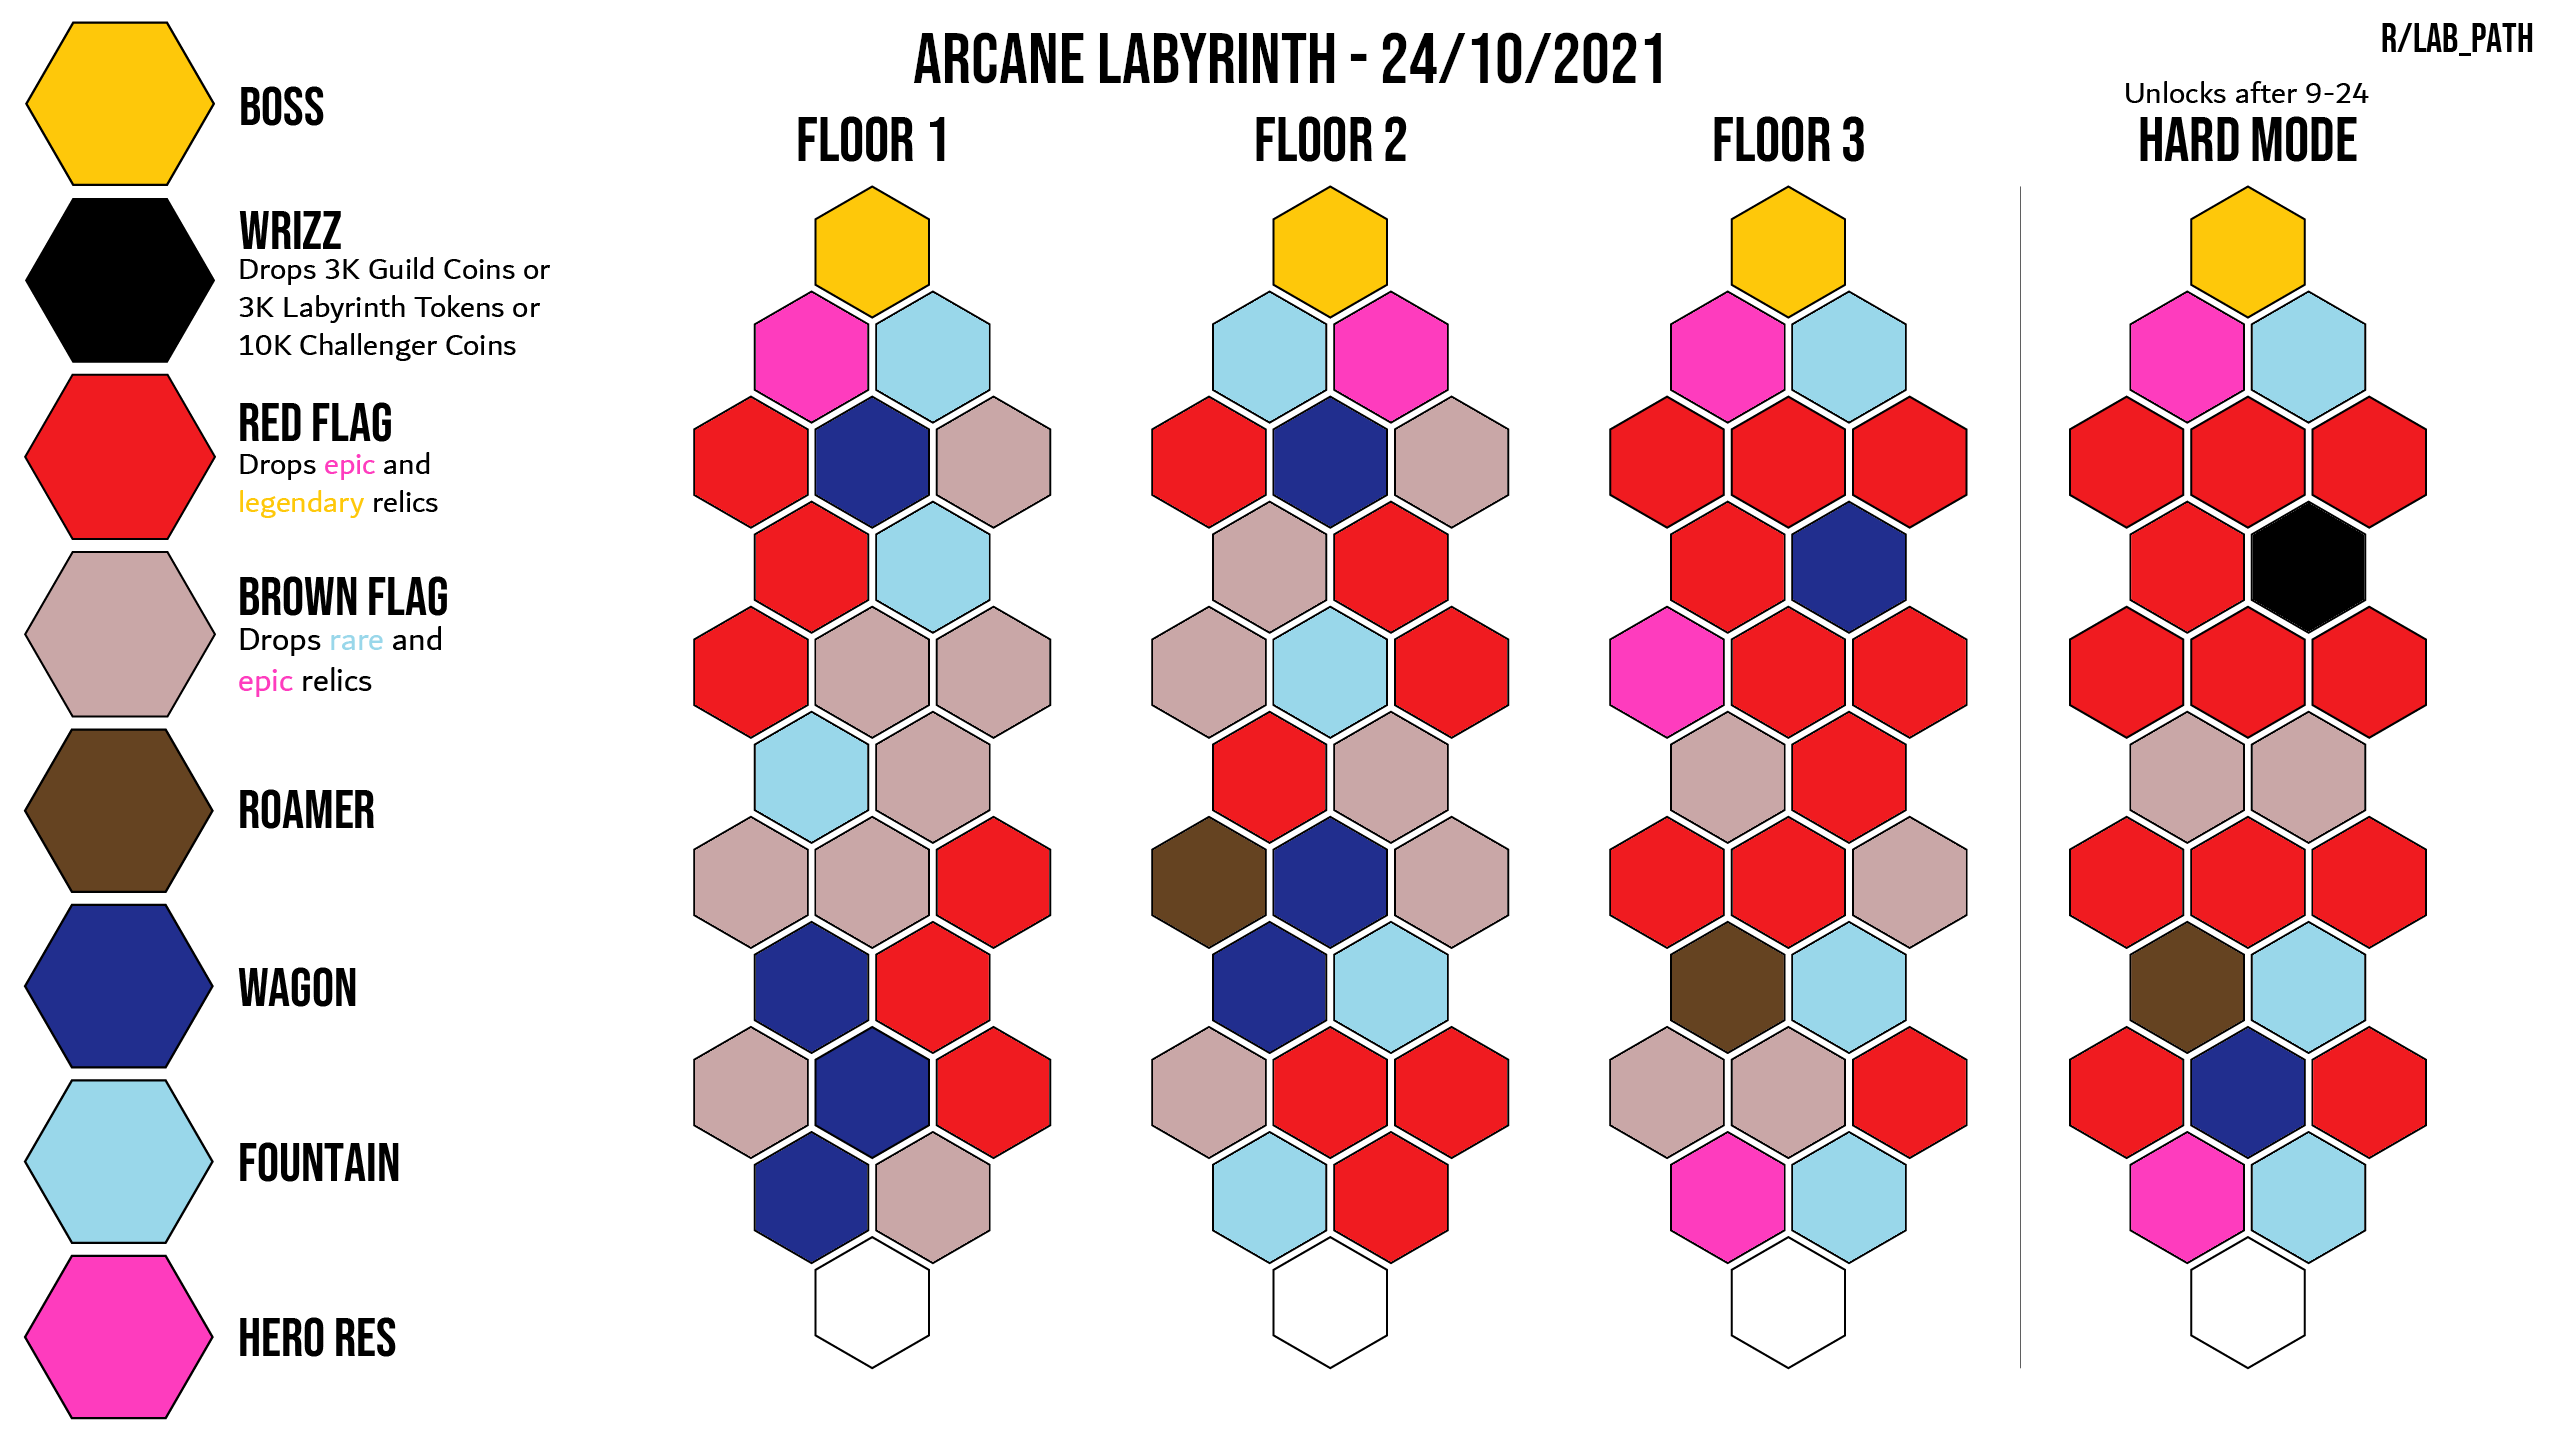 ARCANE LABYRINTH - 24/10/2021
R/LAB_PATH
FLOOR 1
FLOOR 2
FLOOR 3
Unlocks after 9-24
HARD MODE
BOSS
WRIZZ
Drops 3K Guild Coins or
3K Labyrinth Tokens or
10K Challenger Coins
RED FLAG
Drops epic and
legendary relics
BROWN FLAG
Drops rare and
epic relics
ROAMER
WAGON
FOUNTAIN
HERO RES